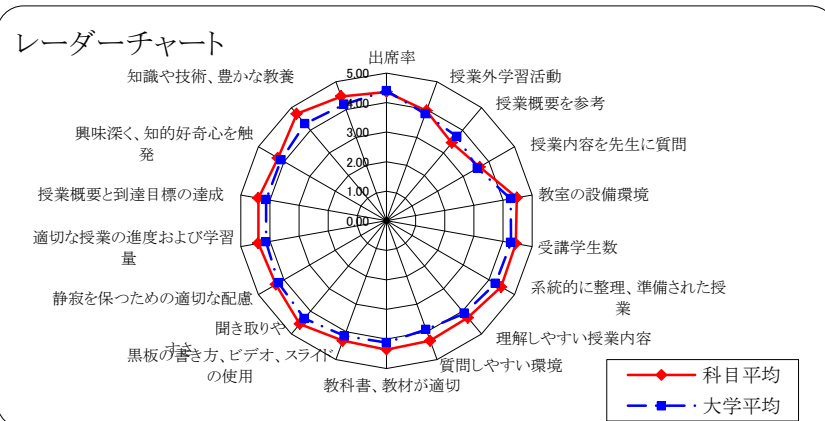 レーダーチャート
出席率
授業外学習活動
授業概要を参考
授業内容を先生に質問
教室の設備環境
受講学生数
系統的に整理、準備された授
業
理解しやすい授業内容
質問しやすい環境
教科書、教材が適切
黒板の書き方、ビデオ、スライド
の使用
聞き取りや
すさ
静寂を保つための適切な配慮
適切な授業の進度および学習
量
授業概要と到達目標の達成
興味深く、知的好奇心を触
発
知識や技術、豊かな教養
5.00
4.00
3.00
2.00
1.00
0.00
科目平均
大学平均